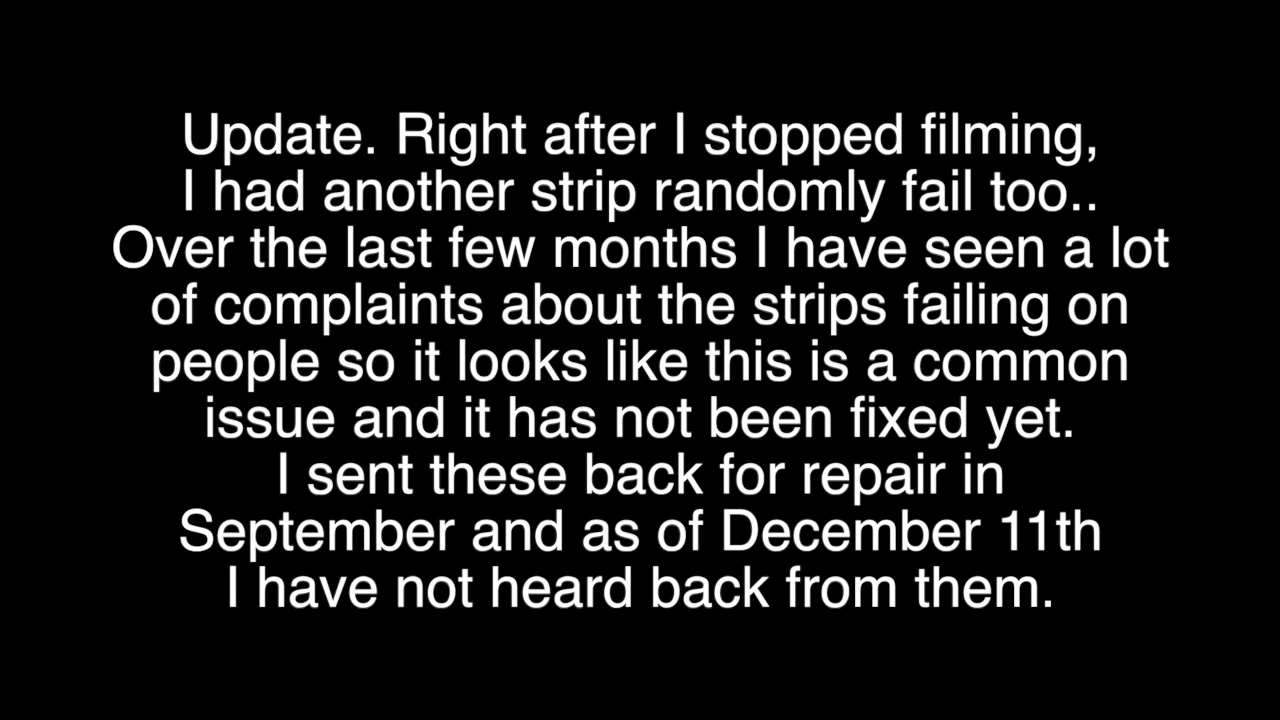 Update. Right after I stopped filming,
I had another strip randomly fail too..
Over the last few months I have seen a lot
of complaints about the strips failing on
people so it looks like this is a common
issue and it has not been fixed yet.
I sent these back for repair in
September and as of December 11th
I have not heard back from them.